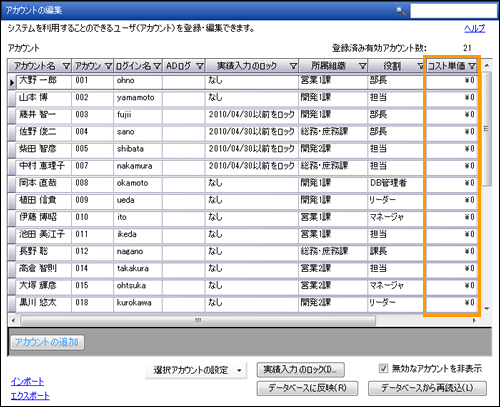 アカウントの編集
システムを利用することのできるユーザ(アカウント)を登録・編集できます。 ヘルプ
アカウント 登録済み有効アカウント数: 21
アカウント名 アカウン ログイン名 ADログ 実績入力のロック 所属組織 役割 コスト単価
大野 一郎 001 ohno なし 営業1課 部長 ¥0
山本 博 002 yamamoto なし 開発1課 担当 ¥0
藤井 智一 003 fujii 2010/04/30以前をロック 開発1課 部長 ¥0
佐野 俊二 004 sano 2010/04/30以前をロック 総務・庶務課 部長 ¥0
柴田 智彦 005 shibata 2010/04/30以前をロック 開発2課 担当 ¥0
中村 恵理子 007 nakamura 2010/04/30以前をロック 総務・庶務課 担当 ¥0
岡本 直哉 008 okamoto なし 開発1課 DB管理者 ¥0
植田 信貴 009 ueda なし 開発1課 リーダー ¥0
伊藤 博昭 010 ito なし 営業1課 マネージャ ¥0
池田 美江子 011 ikeda なし 営業1課 担当 ¥0
長野 聡 012 nagano なし 総務・庶務課 課長 ¥0
高倉 智則 014 takakura なし 営業2課 担当 ¥0
大塚 輝彦 015 ohtsuka なし 営業2課 マネージャ ¥0
黒川 悠太 018 kurokawa なし 開発2課 リーダー ¥0
アカウントの追加
選択アカウントの設定 実績入力のロック(I)... 無効なアカウントを非表示
インポート
データベースに反映(R) データベースから再読込(L)
エクスポート